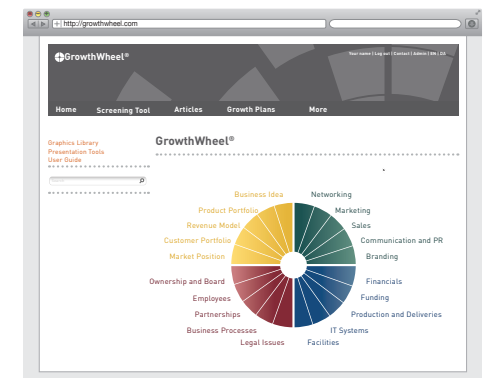 http://growthwheel.com
GrowthWheel®
Your name | Log out | Contact | Admin | EN | DA
Home Screening Tool Articles Growth Plans More
Graphics Library
Presentation Tools
User Guide
GrowthWheel®
Business Idea Networking
Product Portfolio Marketing
Revenue Model Sales
Customer Portfolio Communication and PR
Market Position Branding
Ownership and Board Financials
Employees Funding
Partnerships Production and Deliveries
Business Processes IT Systems
Legal Issues Facilities